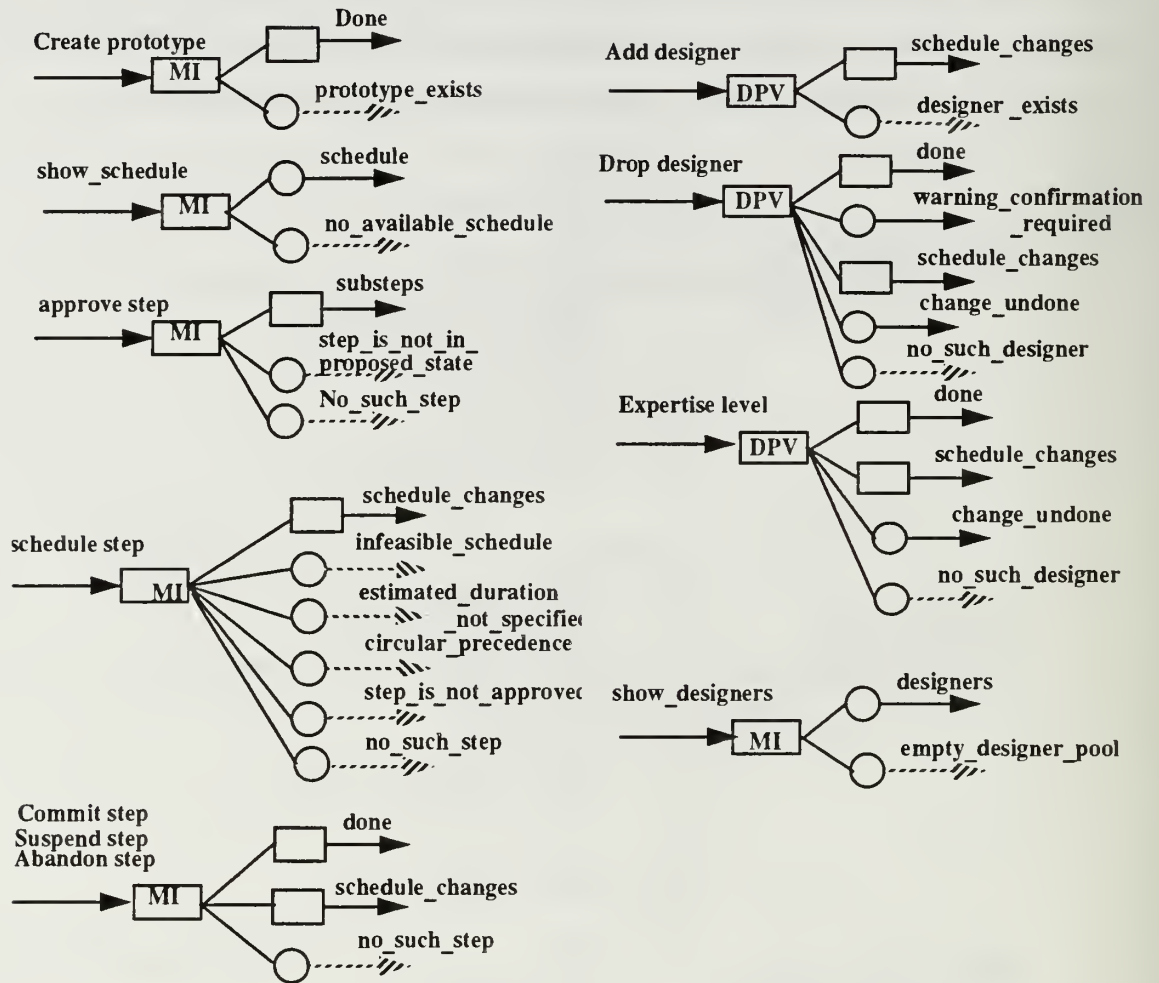 Create prototype
MI
Done
prototype_exists
show_schedule
MI
schedule
no_available_schedule
approve step
MI
substeps
step_is_not_in_
proposed_state
No_such_step
schedule step
MI
schedule_changes
infeasible_schedule
estimated_duration
_not_specified
circular_precedence
step_is_not_approved
no_such_step
Commit step
Suspend step
Abandon step
MI
done
schedule_changes
no_such_step
Add designer
DPV
schedule_changes
designer_exists
Drop designer
DPV
done
warning_confirmation
_required
schedule_changes
change_undone
no_such_designer
Expertise level
DPV
done
schedule_changes
change_undone
no_such_designer
show_designers
MI
designers
empty_designer_pool